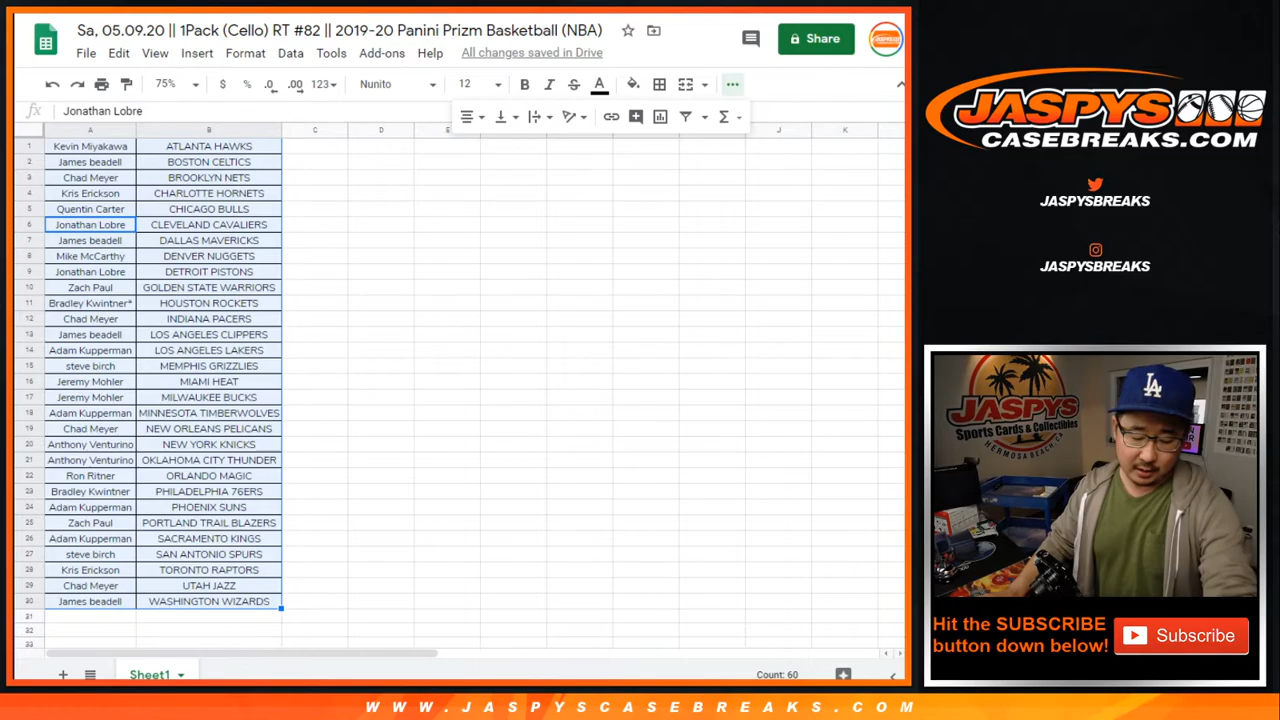 Sa, 05.09.20 || 1Pack (Cello) RT #82 || 2019-20 Panini Prizm Basketball (NBA)
File Edit View Insert Format Data Tools Add-ons Help All changes saved in Drive
Share
75% $ % .0 .00 123 Nunito 12 B I S A
fx Jonathan Lobre
A B C D E J K
1 Kevin Miyakawa ATLANTA HAWKS
2 James beadell BOSTON CELTICS
3 Chad Meyer BROOKLYN NETS
4 Kris Erickson CHARLOTTE HORNETS
5 Quentin Carter CHICAGO BULLS
6 Jonathan Lobre CLEVELAND CAVALIERS
7 James beadell DALLAS MAVERICKS
8 Mike McCarthy DENVER NUGGETS
9 Jonathan Lobre DETROIT PISTONS
10 Zach Paul GOLDEN STATE WARRIORS
11 Bradley Kwintner* HOUSTON ROCKETS
12 Chad Meyer INDIANA PACERS
13 James beadell LOS ANGELES CLIPPERS
14 Adam Kupperman LOS ANGELES LAKERS
15 steve birch MEMPHIS GRIZZLIES
16 Jeremy Mohler MIAMI HEAT
17 Jeremy Mohler MILWAUKEE BUCKS
18 Adam Kupperman MINNESOTA TIMBERWOLVES
19 Chad Meyer NEW ORLEANS PELICANS
20 Anthony Venturino NEW YORK KNICKS
21 Anthony Venturino OKLAHOMA CITY THUNDER
22 Ron Ritner ORLANDO MAGIC
23 Bradley Kwintner PHILADELPHIA 76ERS
24 Adam Kupperman PHOENIX SUNS
25 Zach Paul PORTLAND TRAIL BLAZERS
26 Adam Kupperman SACRAMENTO KINGS
27 steve birch SAN ANTONIO SPURS
28 Kris Erickson TORONTO RAPTORS
29 Chad Meyer UTAH JAZZ
30 James beadell WASHINGTON WIZARDS
31
32
33
Sheet1
Count: 60
JASPYS
CASEBREAKS.COM
JASPYSBREAKS
JASPYSBREAKS
JASPYS
Sports Cards & Collectibles
HERMOSA BEACH, CA
LA
Hit the SUBSCRIBE
button down below!
Subscribe
WWW.JASPYSCASEBREAKS.COM